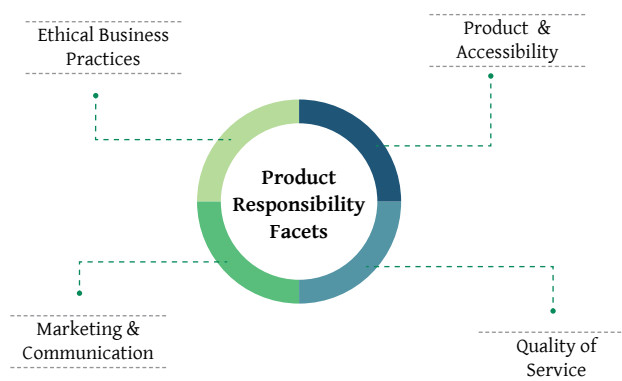 Ethical Business
Practices
Product &
Accessibility
Product
Responsibility
Facets
Marketing &
Communication
Quality of
Service